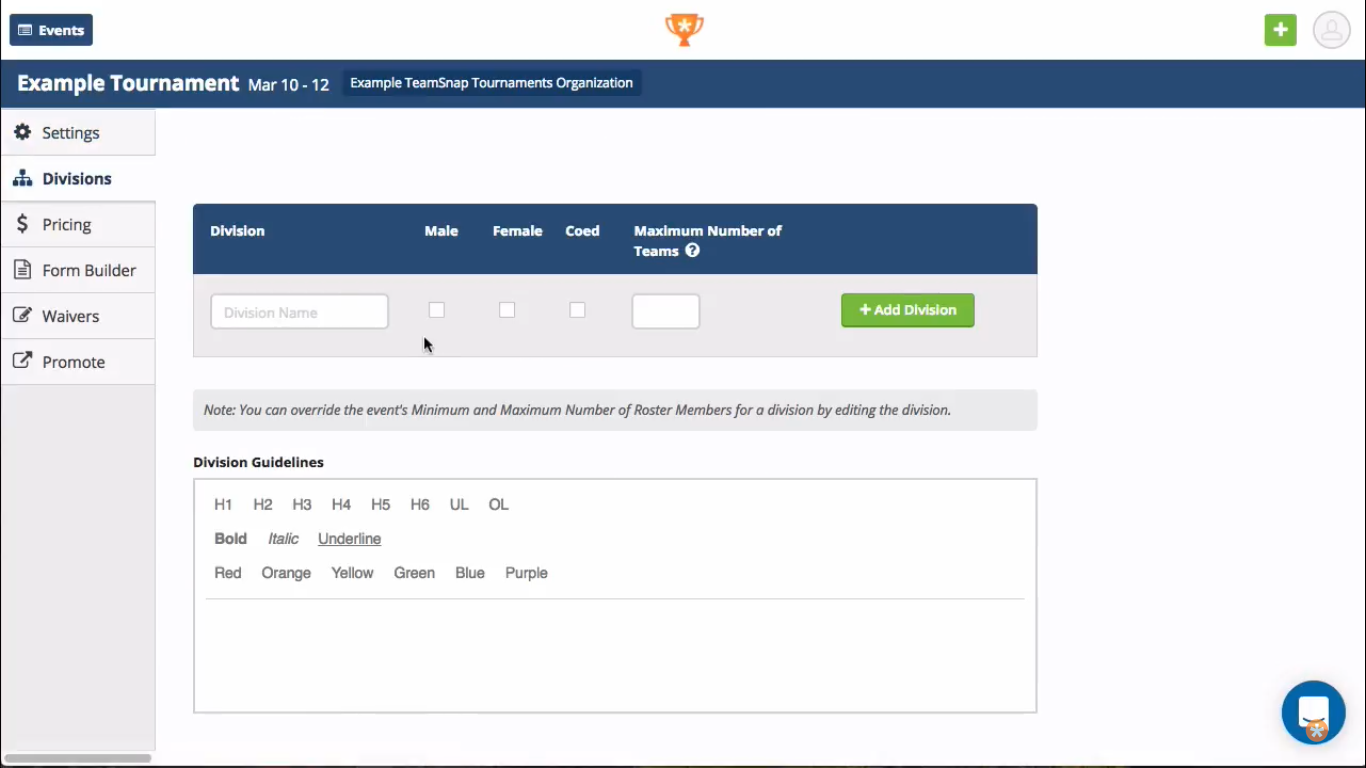 Events
Example Tournament Mar 10 - 12 Example TeamSnap Tournaments Organization
Settings
Divisions
Pricing
Form Builder
Waivers
Promote
Division Male Female Coed Maximum Number of
Teams ?
Division Name + Add Division
Note: You can override the event's Minimum and Maximum Number of Roster Members for a division by editing the division.
Division Guidelines
H1 H2 H3 H4 H5 H6 UL OL
Bold Italic Underline
Red Orange Yellow Green Blue Purple